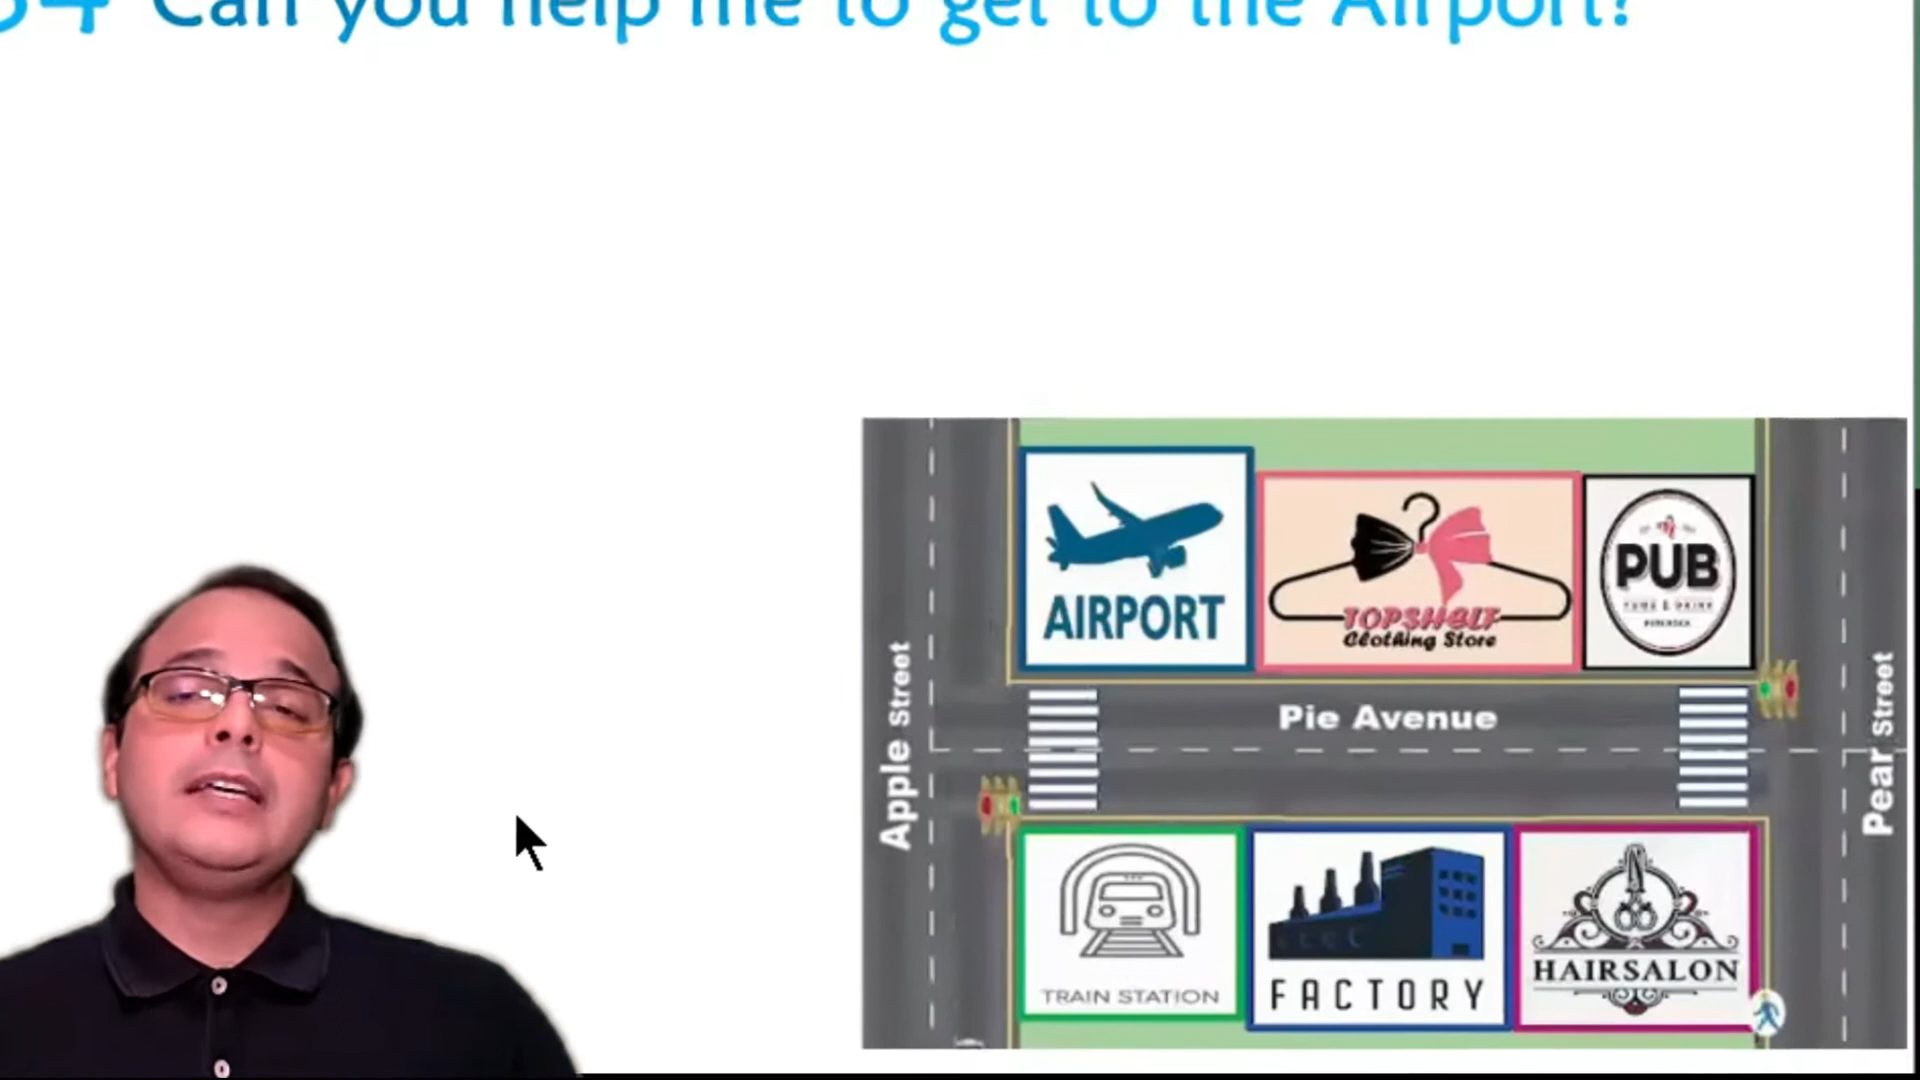 34 Can you help me to get to the Airport?
AIRPORT
TOPSHELF
Clothing Store
PUB
Apple Street
Pie Avenue
Pear Street
TRAIN STATION
FACTORY
HAIRSALON